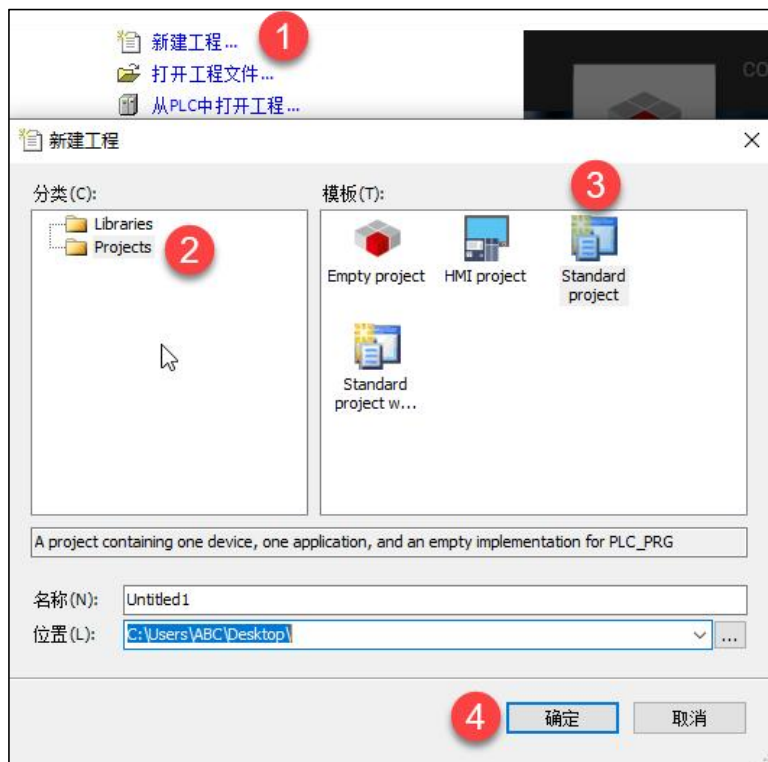 新建工程... 1
打开工程文件...
CO
从PLC中打开工程...
新建工程
分类(C):
模板(T):
3
Libraries
Projects
2
Empty project
HMI project
Standard
project
Standard
project w...
A project containing one device, one application, and an empty implementation for PLC_PRG
名称(N): Untitled1
位置(L): C:\Users\ABC\Desktop\ ...
4 确定 取消